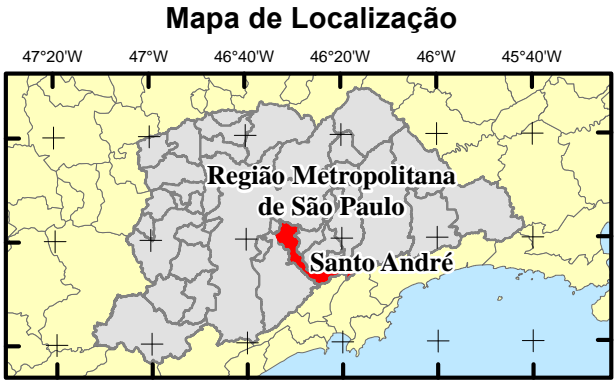 Mapa de Localização
47°20'W 47°W 46°40'W 46°20'W 46°W 45°40'W
Região Metropolitana
de São Paulo
Santo André